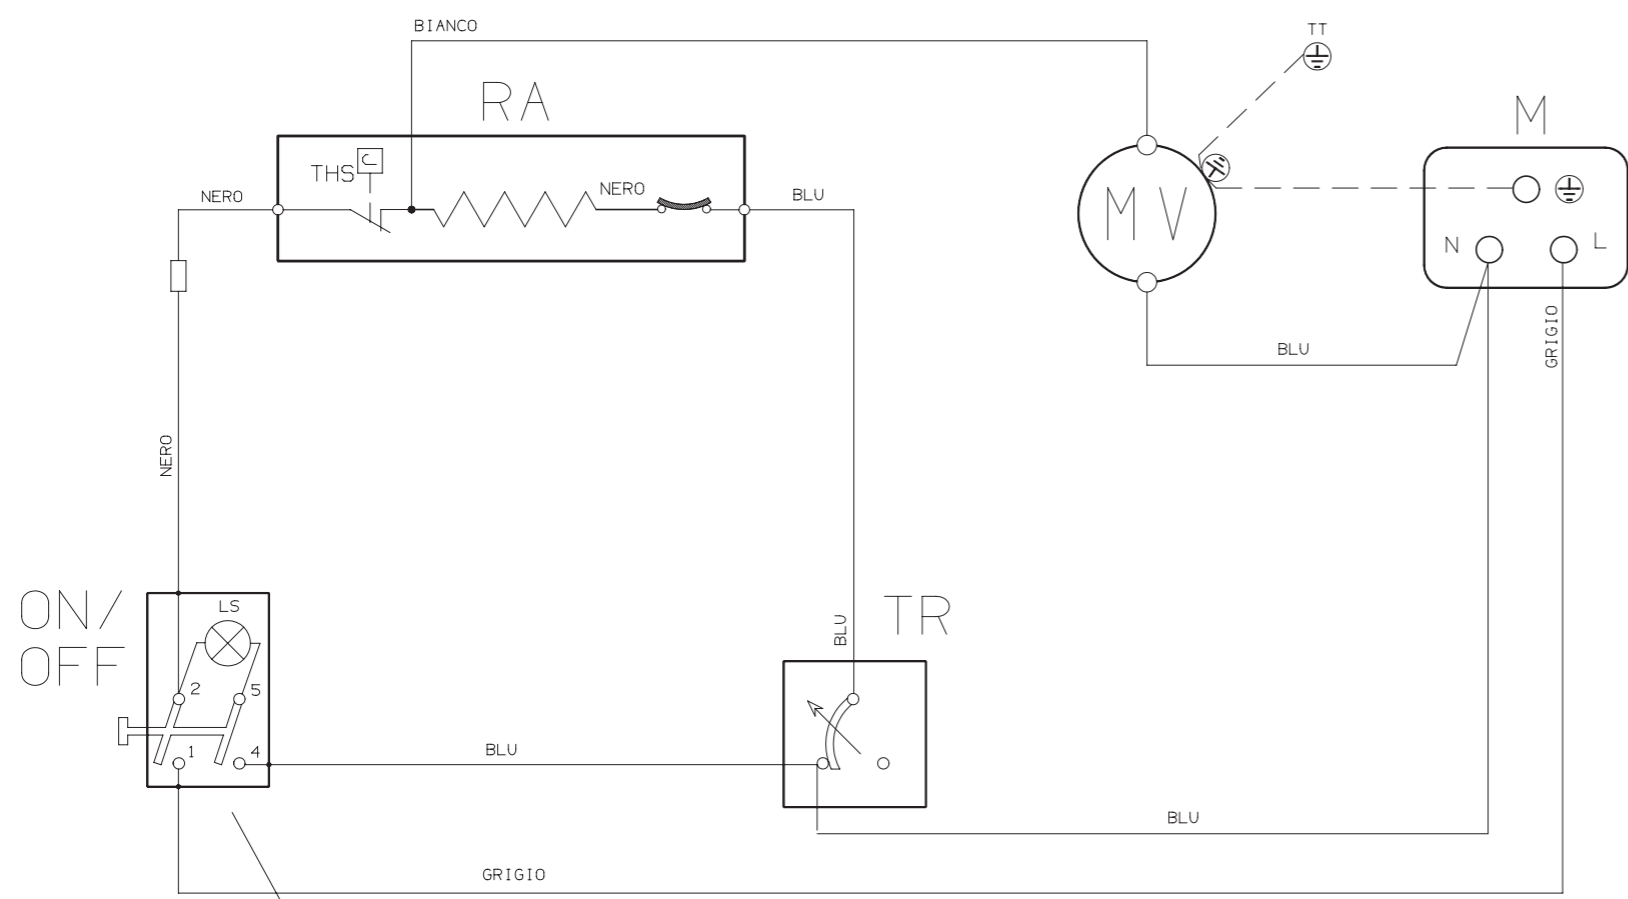 BIANCO
TT
RA
M
THS
C
NERO
NERO
BLU
MV
N
L
GRIGIO
BLU
NERO
ON/
OFF
LS
2
5
1
4
BLU
BLU
TR
BLU
GRIGIO